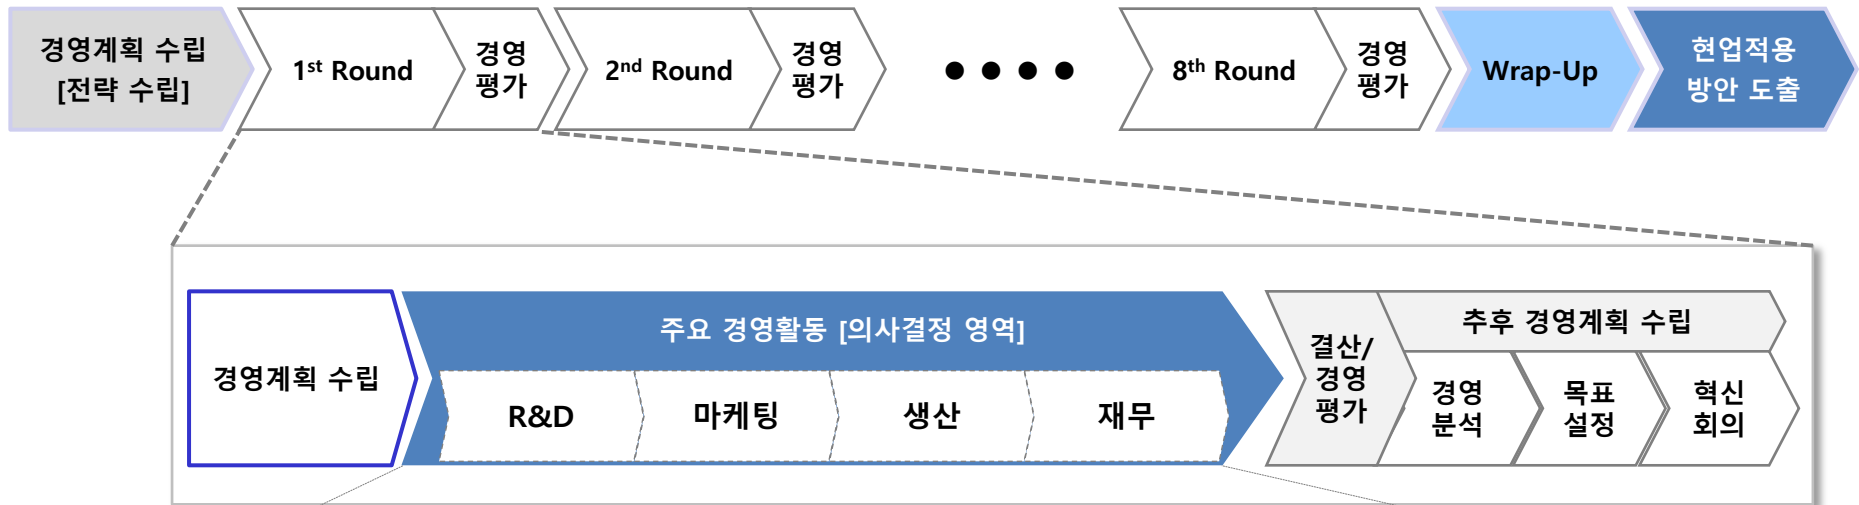 경영계획 수립
[전략 수립]
1st Round
경영
평가
2nd Round
경영
평가
8th Round
경영
평가
Wrap-Up
현업적용
방안 도출
경영계획 수립
주요 경영활동 [의사결정 영역]
R&D
마케팅
생산
재무
결산/
경영
평가
추후 경영계획 수립
경영
분석
목표
설정
혁신
회의